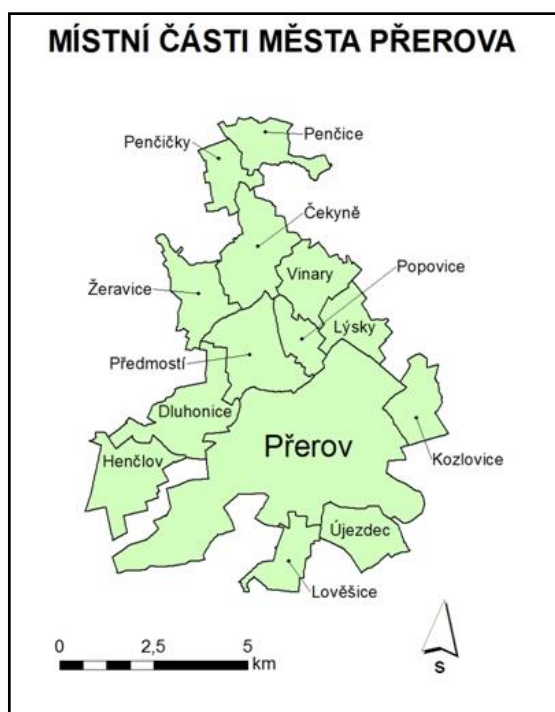 MÍSTNÍ ČÁSTI MĚSTA PŘEROVA
Penčice
Penčičky
Čekyně
Vinary
Popovice
Žeravice
Lýsky
Předmostí
Dluhonice
Přerov
Henčlov
Kozlovice
Újezdec
Lověšice
0 2,5 5
km
S